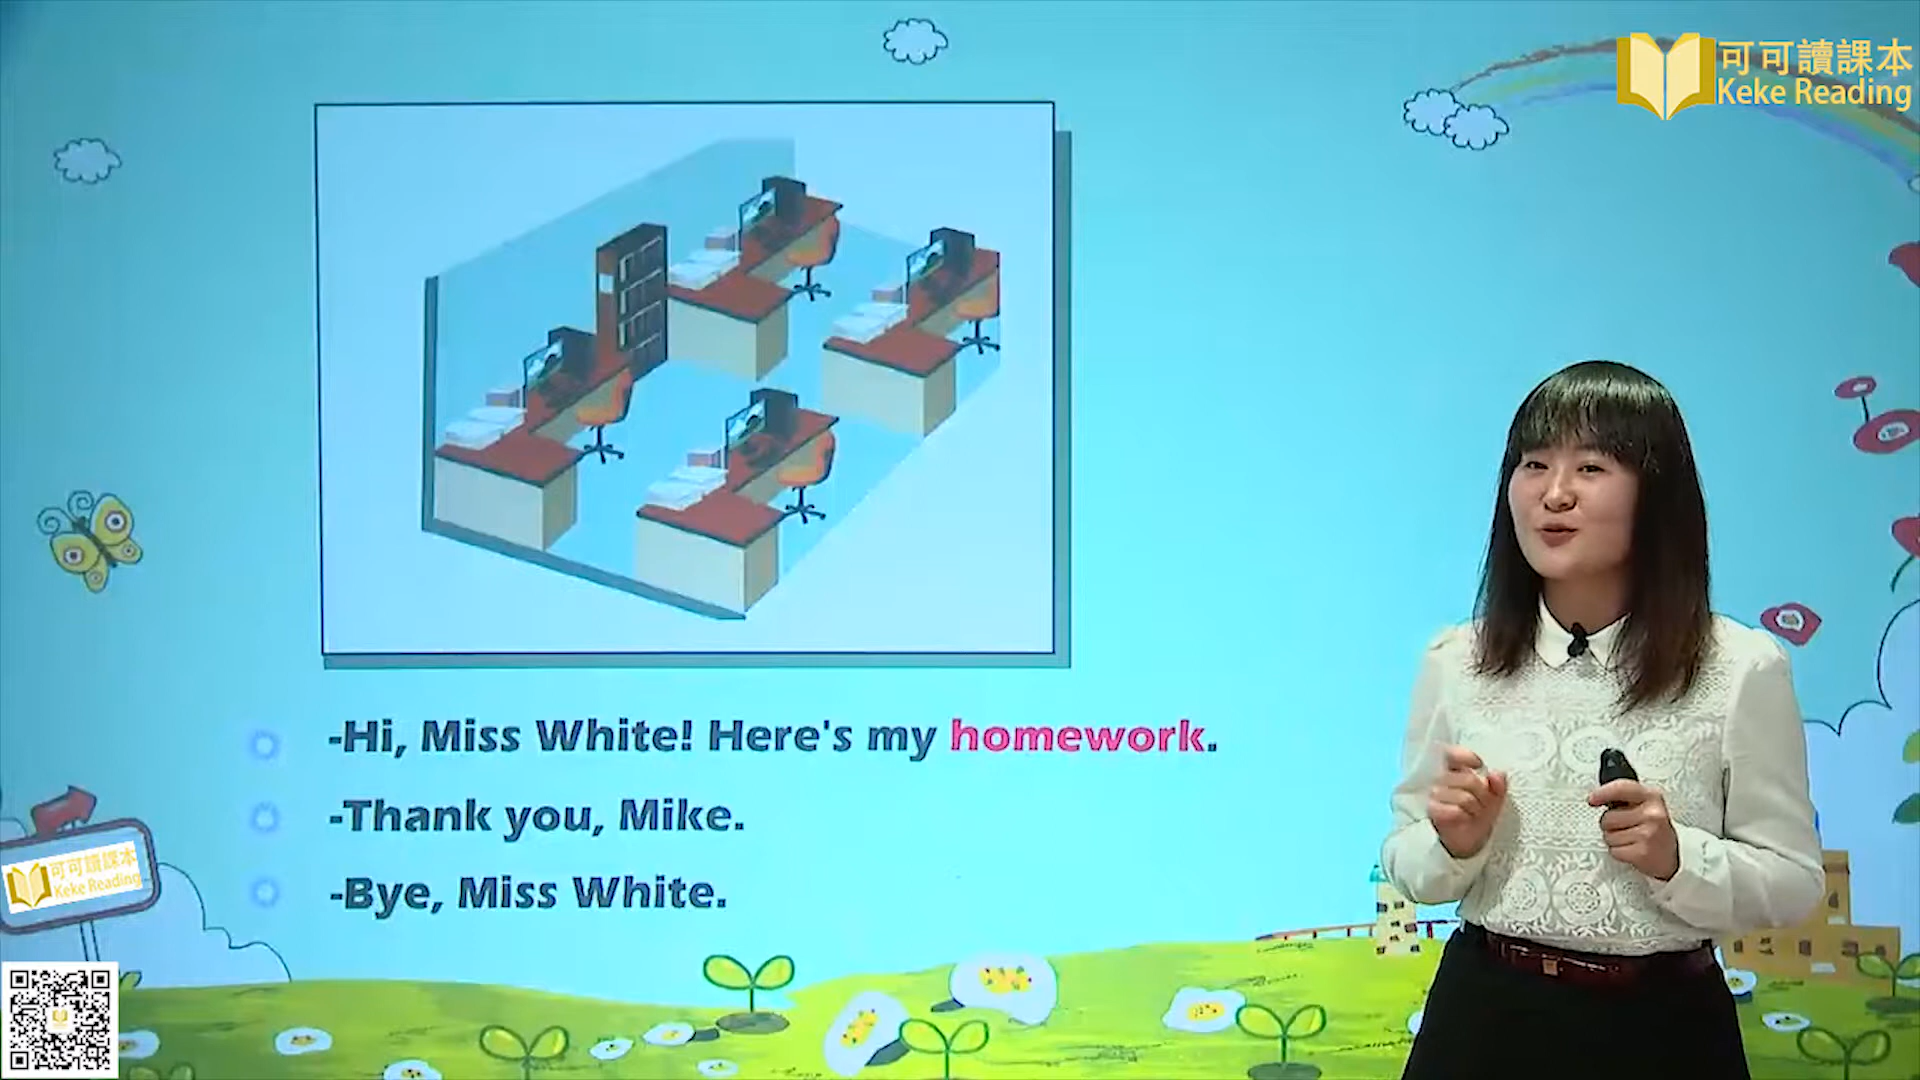 可可讀課本
Keke Reading
-Hi, Miss White! Here's my homework.
-Thank you, Mike.
-Bye, Miss White.
可可讀課本
Keke Reading